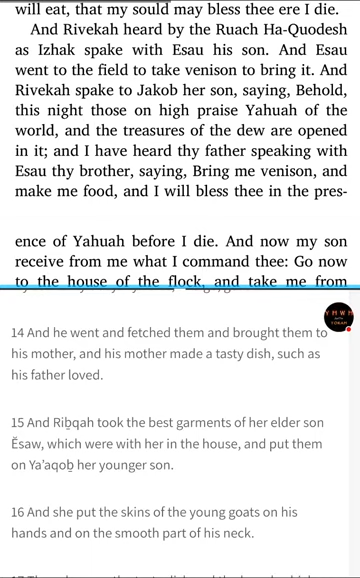 will eat, that my sould may bless thee ere I die.
And Rivekah heard by the Ruach Ha-Quodesh
as Izhak spake with Esau his son. And Esau
went to the field to take venison to bring it. And
Rivekah spake to Jakob her son, saying, Behold,
this night those on high praise Yahuah of the
world, and the treasures of the dew are opened
in it; and I have heard thy father speaking with
Esau thy brother, saying, Bring me venison, and
make me food, and I will bless thee in the pres-
ence of Yahuah before I die. And now my son
receive from me what I command thee: Go now
to the house of the flock, and take me from
14 And he went and fetched them and brought them to
his mother, and his mother made a tasty dish, such as
his father loved.
15 And Riḇqah took the best garments of her elder son
Ěsaw, which were with her in the house, and put them
on Ya’aqoḇ her younger son.
16 And she put the skins of the young goats on his
hands and on the smooth part of his neck.